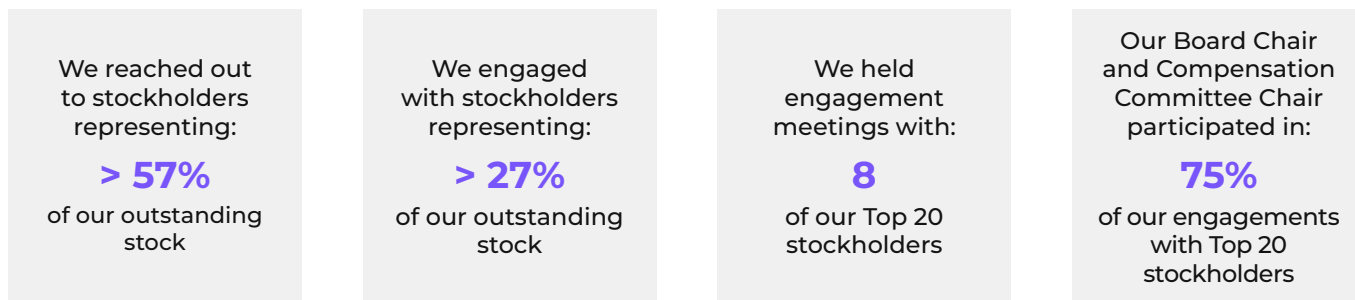 We reached out
to stockholders
representing:
> 57%
of our outstanding
stock
We engaged
with stockholders
representing:
> 27%
of our outstanding
stock
We held
engagement
meetings with:
8
of our Top 20
stockholders
Our Board Chair
and Compensation
Committee Chair
participated in:
75%
of our engagements
with Top 20
stockholders